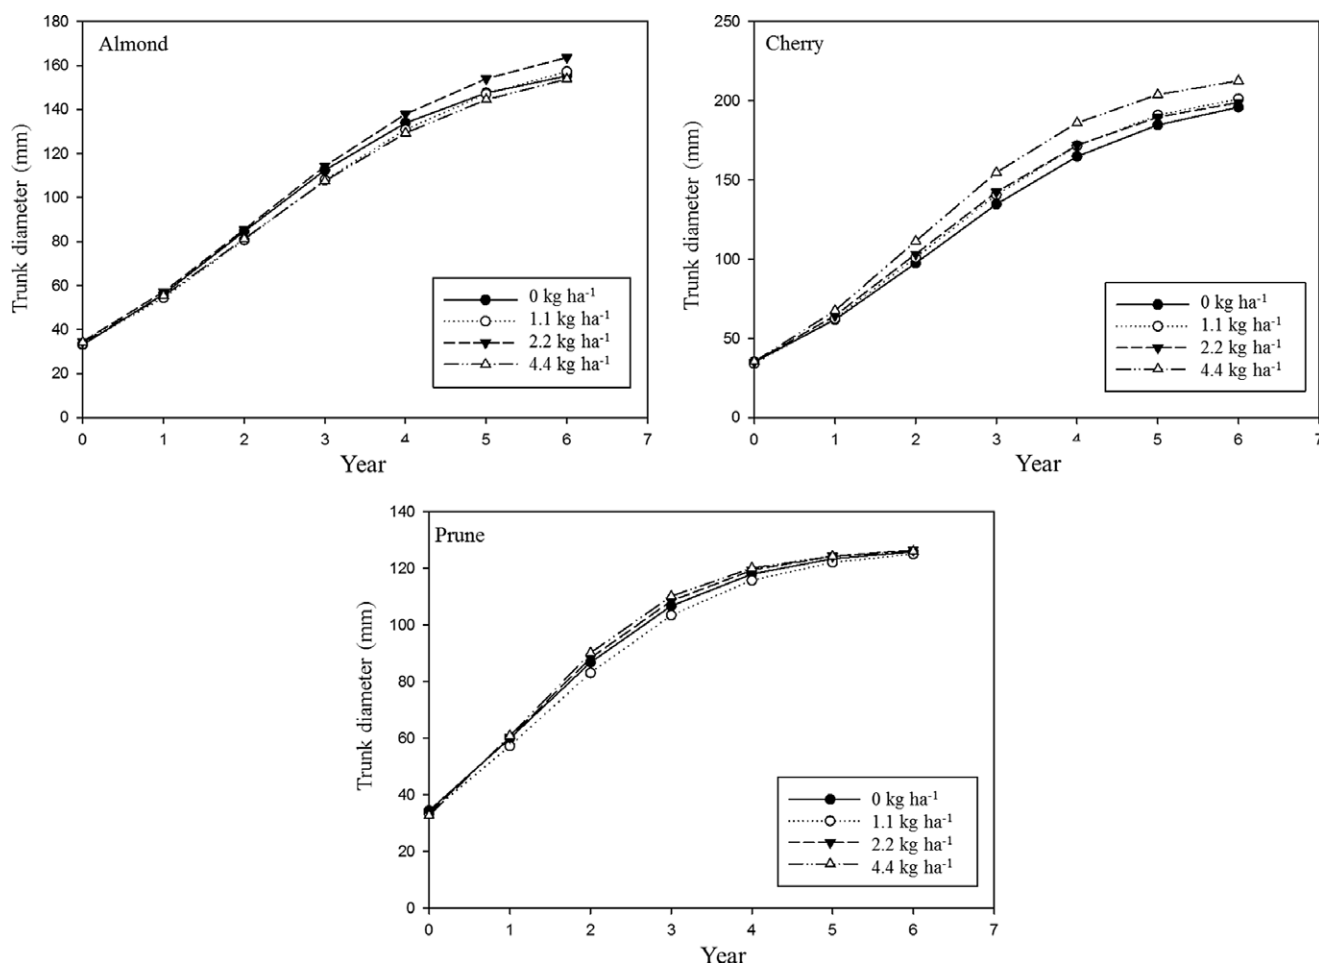 Almond
Trunk diameter (mm)
180
160
140
120
100
80
60
40
20
0
0 kg ha⁻¹
1.1 kg ha⁻¹
2.2 kg ha⁻¹
4.4 kg ha⁻¹
0 1 2 3 4 5 6 7
Year
Cherry
Trunk diameter (mm)
250
200
150
100
50
0
0 kg ha⁻¹
1.1 kg ha⁻¹
2.2 kg ha⁻¹
4.4 kg ha⁻¹
0 1 2 3 4 5 6 7
Year
Prune
Trunk diameter (mm)
140
120
100
80
60
40
20
0
0 kg ha⁻¹
1.1 kg ha⁻¹
2.2 kg ha⁻¹
4.4 kg ha⁻¹
0 1 2 3 4 5 6 7
Year